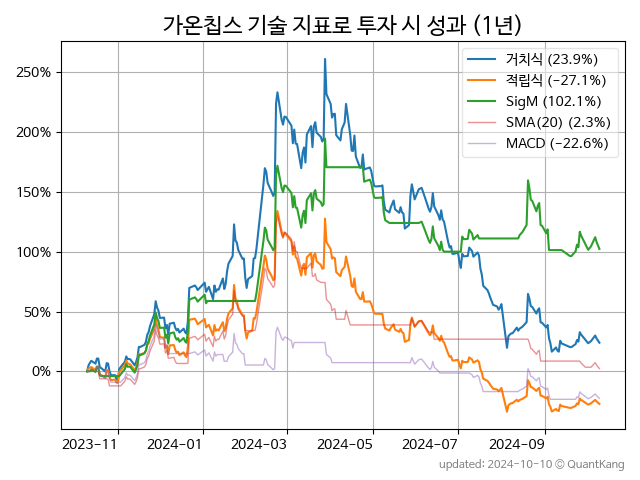 가온칩스 기술 지표로 투자 시 성과 (1년)
거치식 (23.9%)
적립식 (−27.1%)
SigM (102.1%)
SMA(20) (2.3%)
MACD (−22.6%)
250%
200%
150%
100%
50%
0%
2023-11
2024-01
2024-03
2024-05
2024-07
2024-09
updated: 2024-10-10 © QuantKang